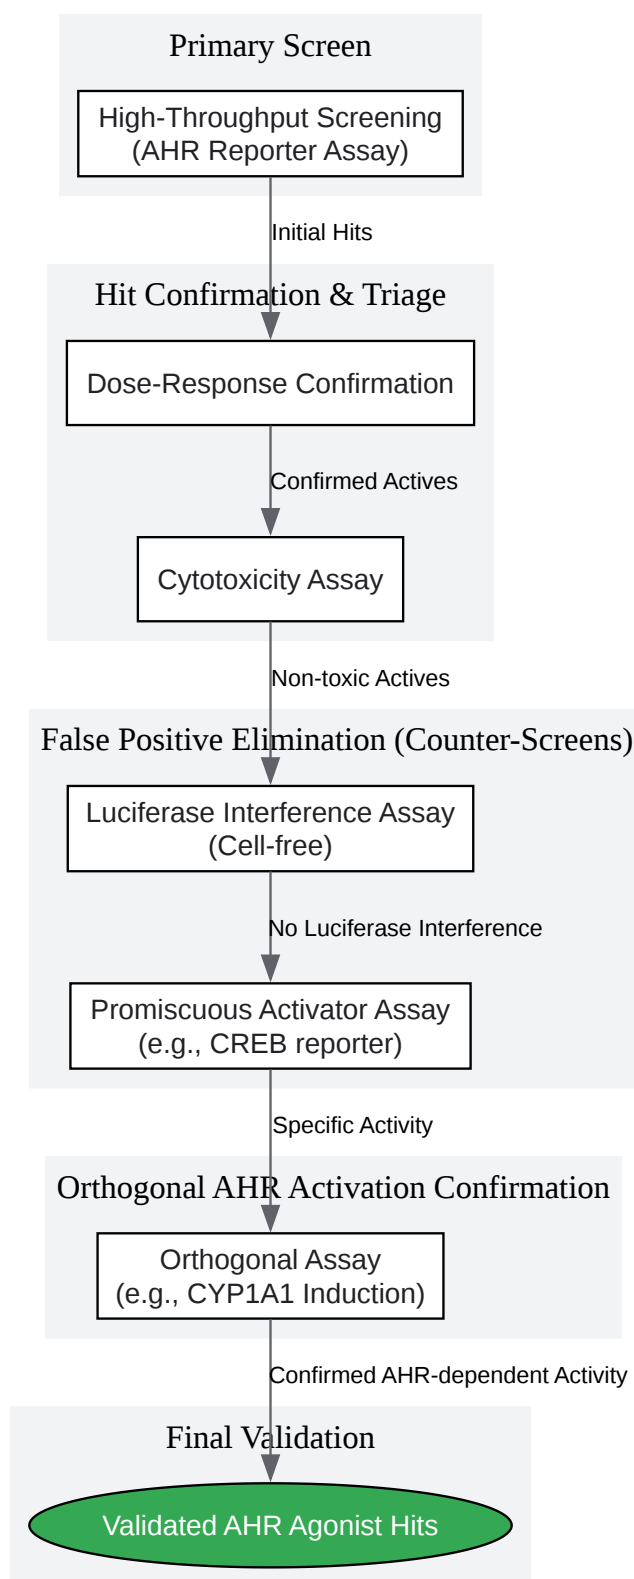 Primary Screen
High-Throughput Screening
(AHR Reporter Assay)
Initial Hits
Hit Confirmation & Triage
Dose-Response Confirmation
Confirmed Actives
Cytotoxicity Assay
Non-toxic Actives
False Positive Elimination (Counter-Screens)
Luciferase Interference Assay
(Cell-free)
No Luciferase Interference
Promiscuous Activator Assay
(e.g., CREB reporter)
Specific Activity
Orthogonal AHR Activation Confirmation
Orthogonal Assay
(e.g., CYP1A1 Induction)
Confirmed AHR-dependent Activity
Final Validation
Validated AHR Agonist Hits